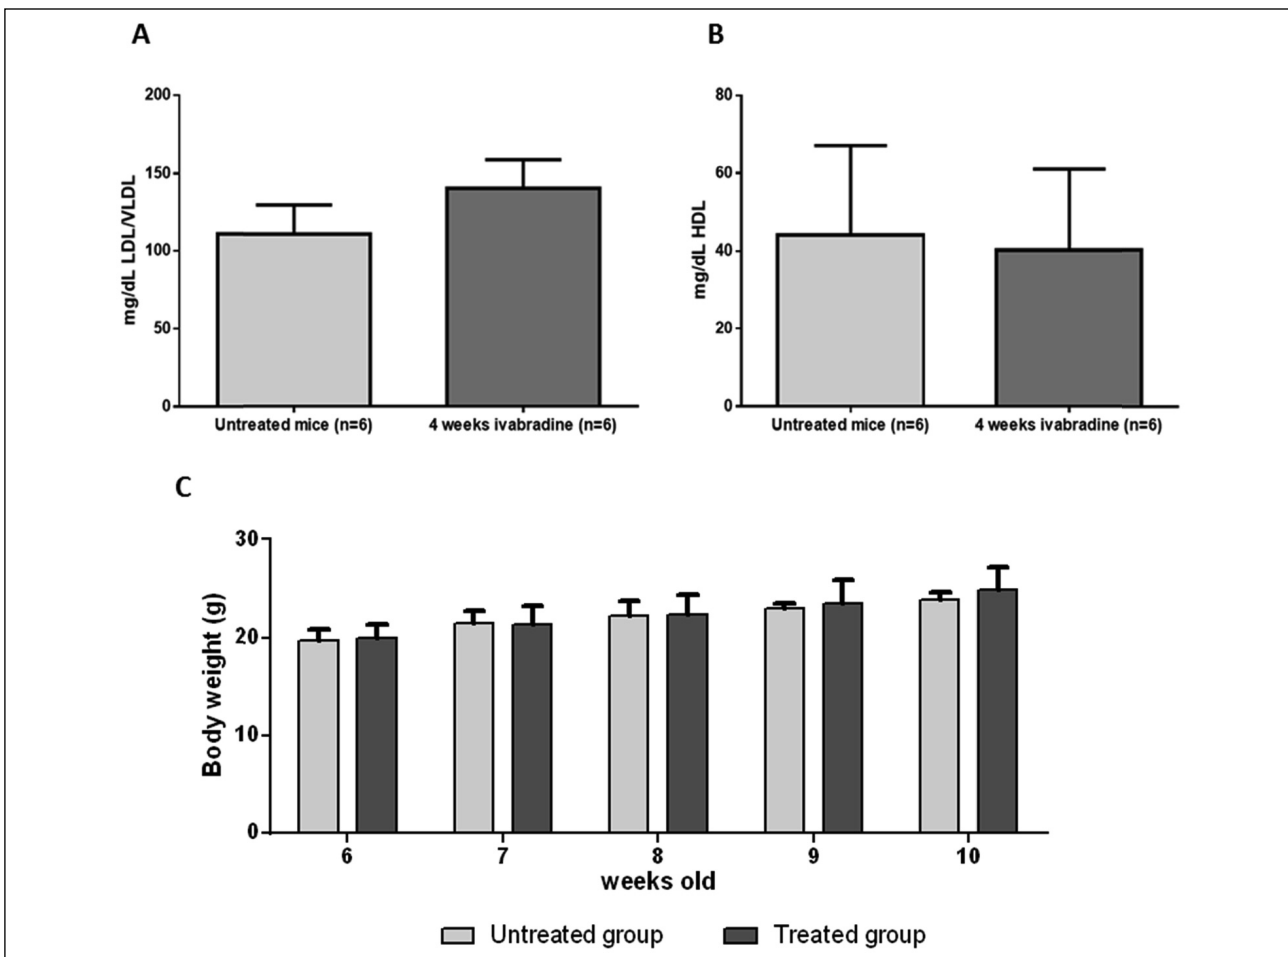 A
B
200
150
100
50
0
mg/dL LDL/VLDL
Untreated mice (n=6)
4 weeks ivabradine (n=6)
80
60
40
20
0
mg/dL HDL
Untreated mice (n=6)
4 weeks ivabradine (n=6)
C
30
20
10
0
Body weight (g)
6
7
8
9
10
weeks old
Untreated group
Treated group